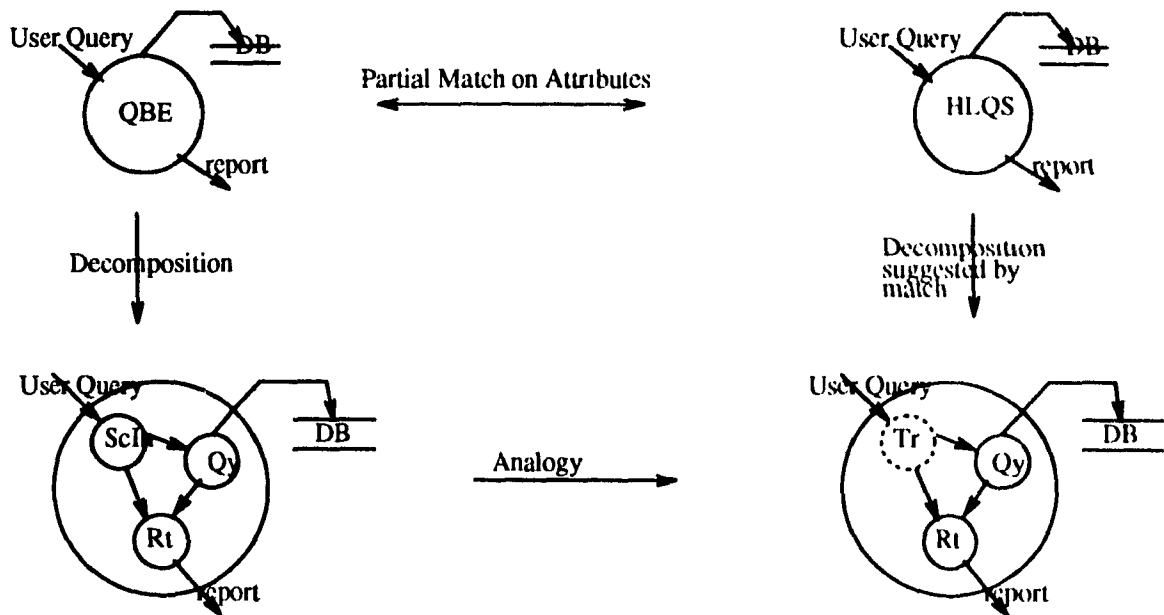 User Query
DB
QBE
report
Partial Match on Attributes
User Query
DB
HLQS
report
Decomposition
Decomposition
suggested by
match
User Query
DB
Qy
Rt
report
Analogy
User Query
Tr
DB
Qy
Rt
report